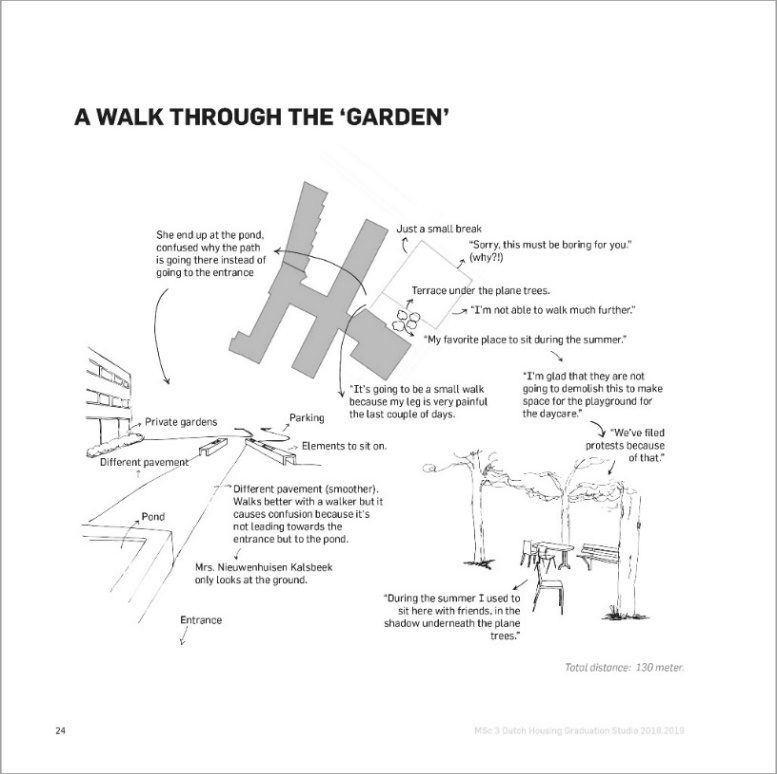 A WALK THROUGH THE ‘GARDEN’
She end up at the pond,
confused why the path
is going there instead of
going to the entrance
Just a small break
“Sorry, this must be boring for you.”
(why?!)
Terrace under the plane trees.
“I’m not able to walk much further.”
“My favorite place to sit during the summer.”
“It’s going to be a small walk
because my leg is very painful
the last couple of days.
“I’m glad that they are not
going to demolish this to make
space for the playground for
the daycare.”
“We’ve filed
protests because
of that.”
Private gardens
Parking
Elements to sit on.
Different pavement
Different pavement (smoother).
Walks better with a walker but it
causes confusion because it’s
not leading towards the
entrance but to the pond.
Pond
Mrs. Nieuwenhuisen Kalsbeek
only looks at the ground.
Entrance
“During the summer I used to
sit here with friends, in the
shadow underneath the plane
trees.”
Total distance: 130 meter.
24
MSc 3 Dutch Housing Graduation Studio 2018.2019